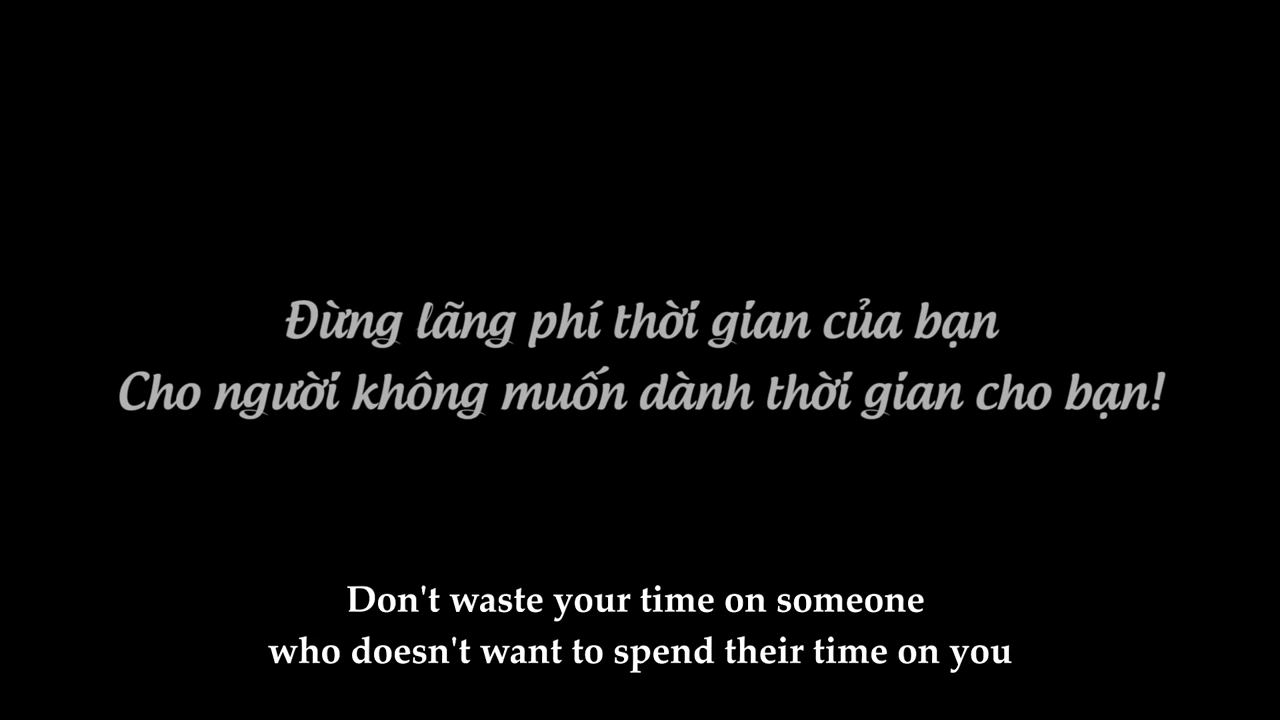 Đừng lãng phí thời gian của bạn
Cho người không muốn dành thời gian cho bạn!
Don't waste your time on someone
who doesn't want to spend their time on you